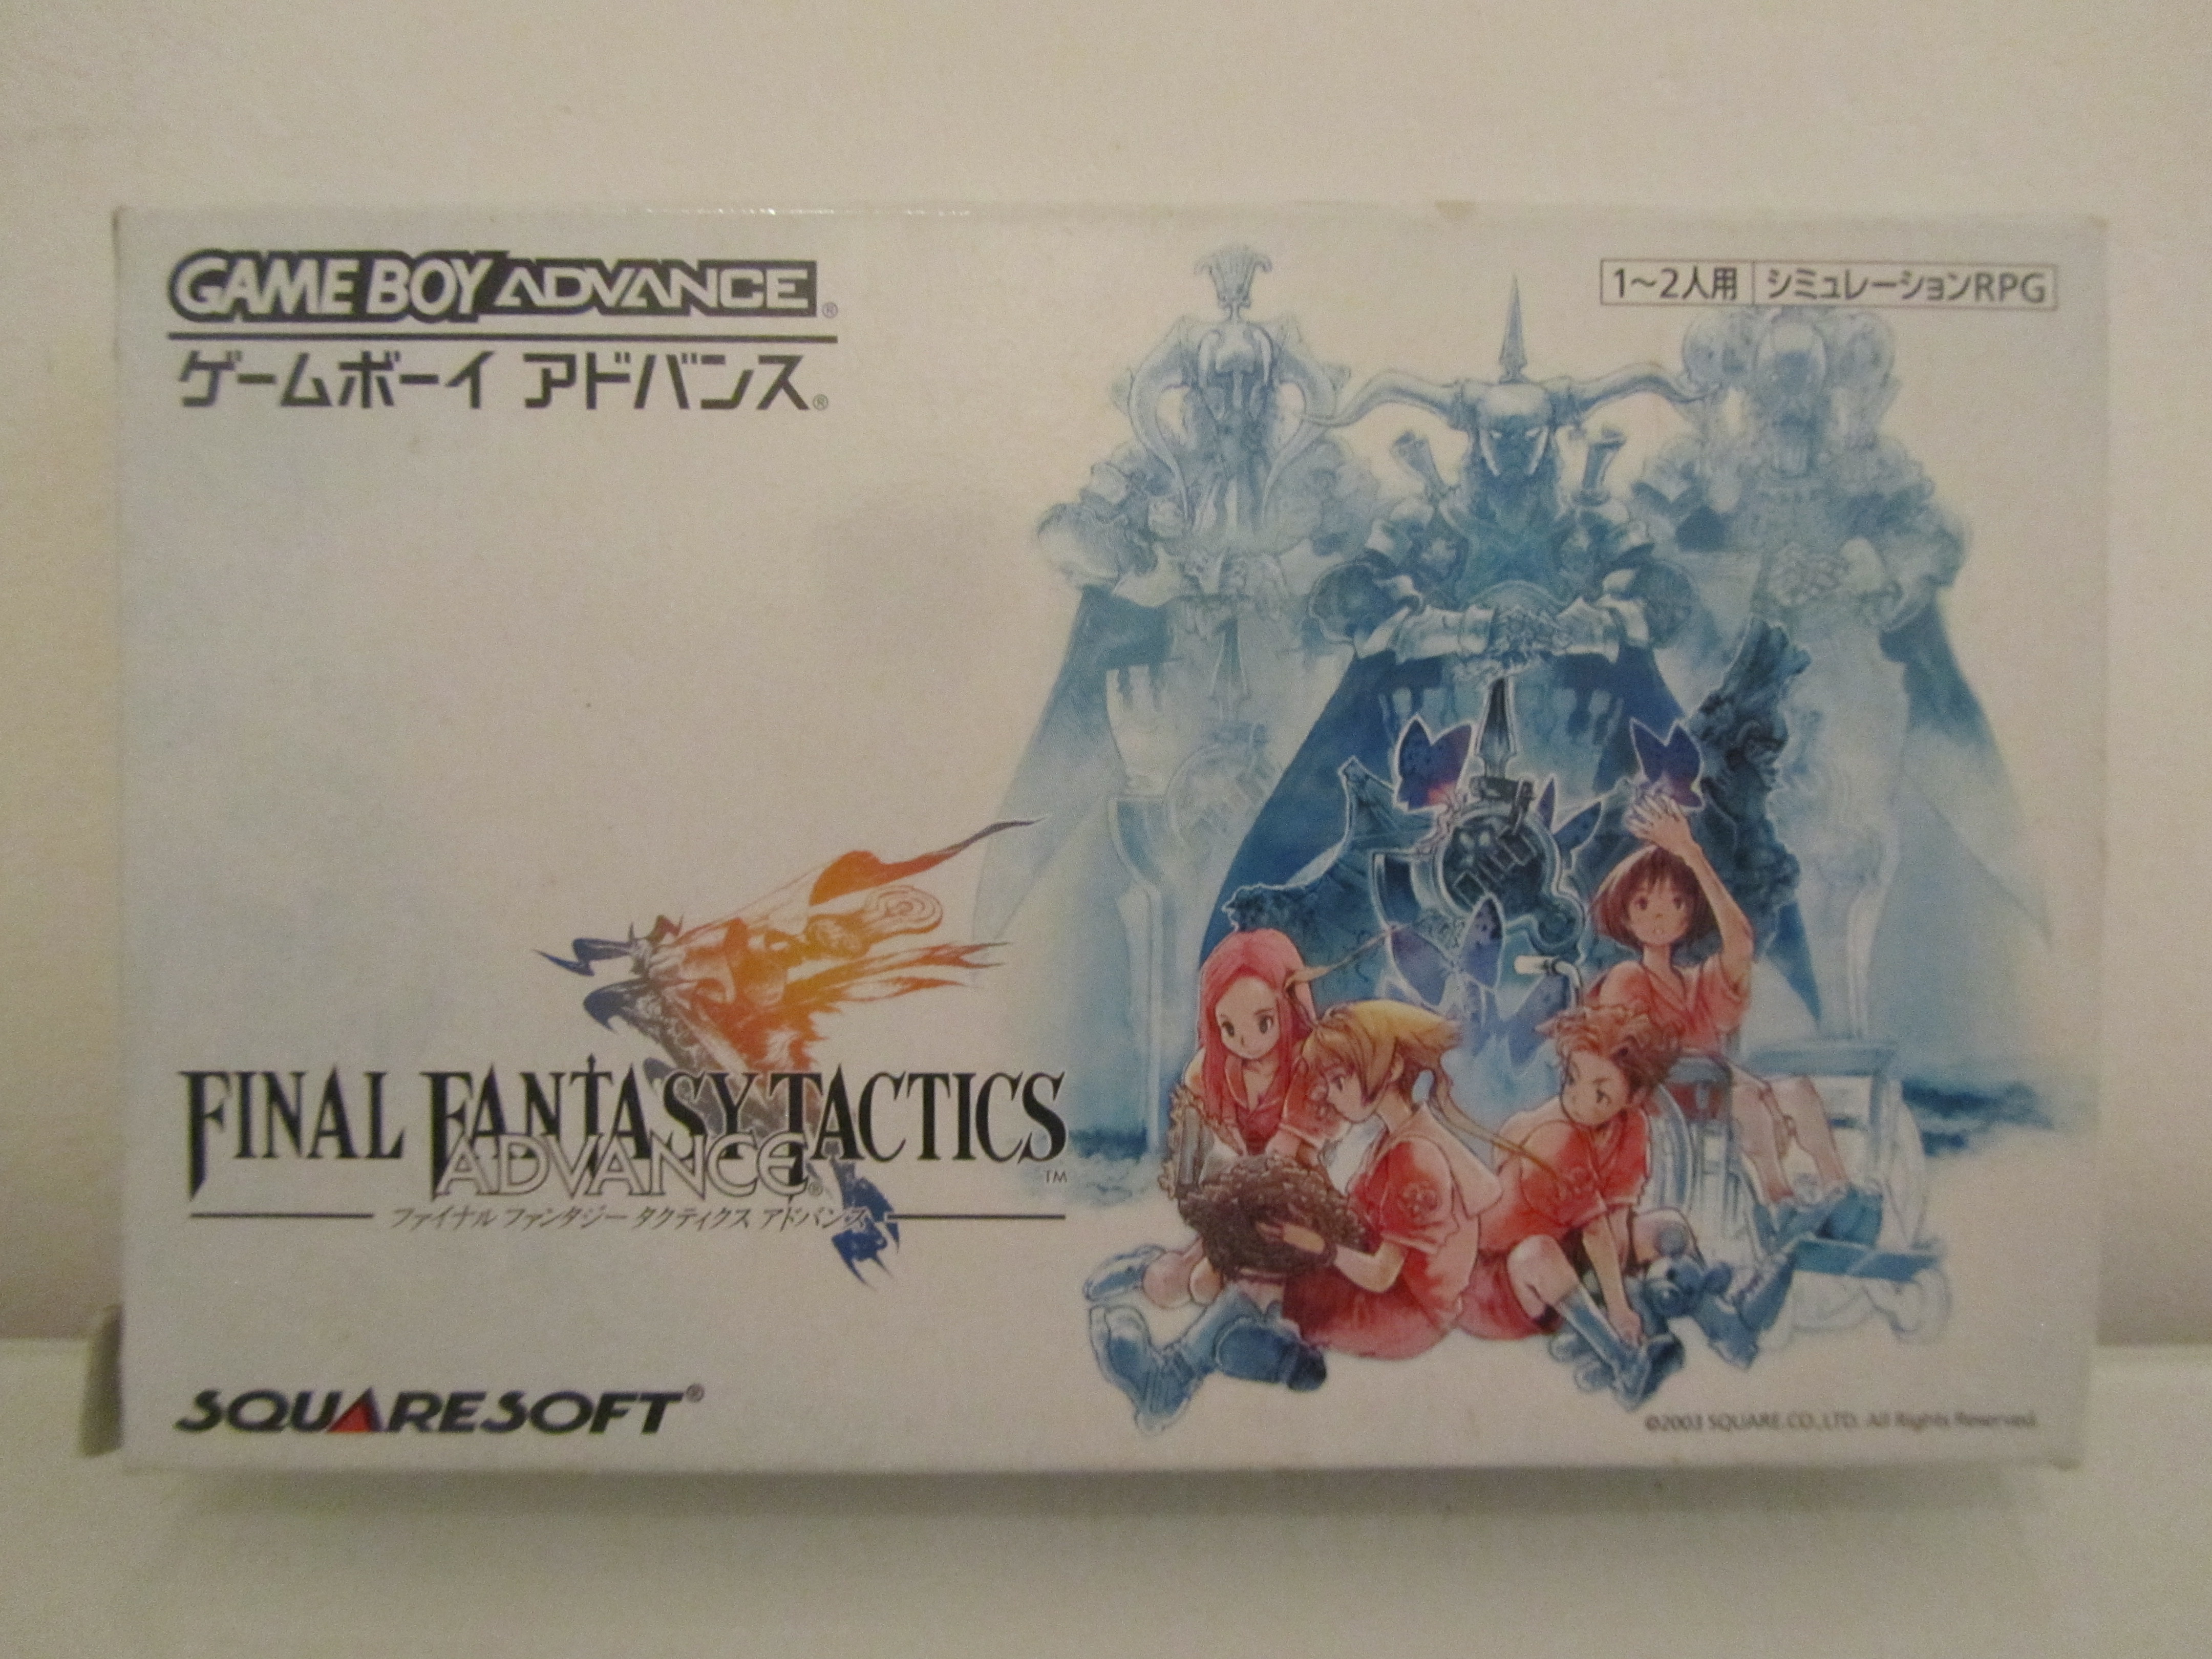 GAME BOY ADVANCE®
ゲームボーイ アドバンス®
1〜2人用 シミュレーションRPG
FINAL FANTASY TACTICS
ADVANCE® ™
ファイナル ファンタジー タクティクス アドバンス
SQUARESOFT®
©2003 SQUARE CO.,LTD. All Rights Reserved.